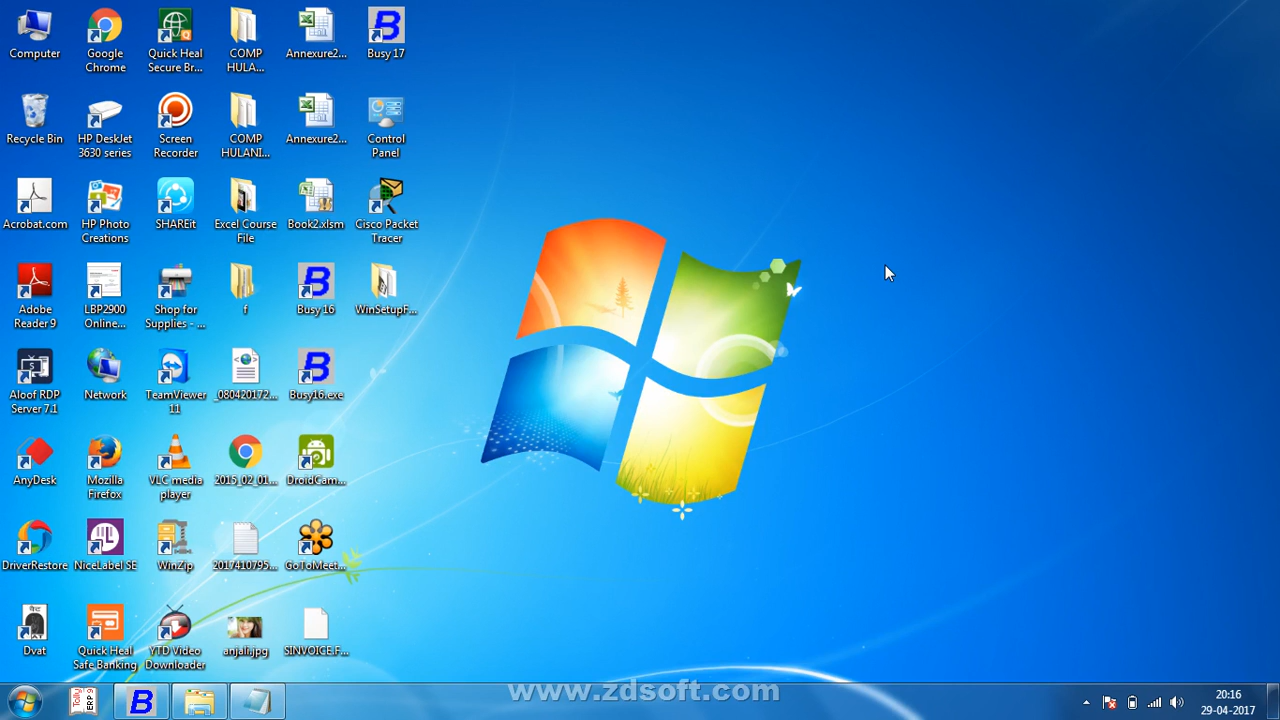 Computer
Google
Chrome
Quick Heal
Secure Br...
COMP
HULA...
Annexure2...
Busy 17
Recycle Bin
HP DeskJet
3630 series
Screen
Recorder
COMP
HULANI...
Annexure2...
Control
Panel
Acrobat.com
HP Photo
Creations
SHAREit
Excel Course
File
Book2.xlsm
Cisco Packet
Tracer
Adobe
Reader 9
LBP2900
Online...
Shop for
Supplies - ...
f
Busy 16
WinSetupF...
Aloof RDP
Server 7.1
Network
TeamViewer
11
_080420172...
Busy16.exe
AnyDesk
Mozilla
Firefox
VLC media
player
2015_02_01...
DroidCam...
DriverRestore
NiceLabel SE
WinZip
2017410795...
GoToMeet...
Dvat
Quick Heal
Safe Banking
YTD Video
Downloader
anjali.jpg
SINVOICE.F...
Tally
ERP 9
www.zdsoft.com
20:16
29-04-2017